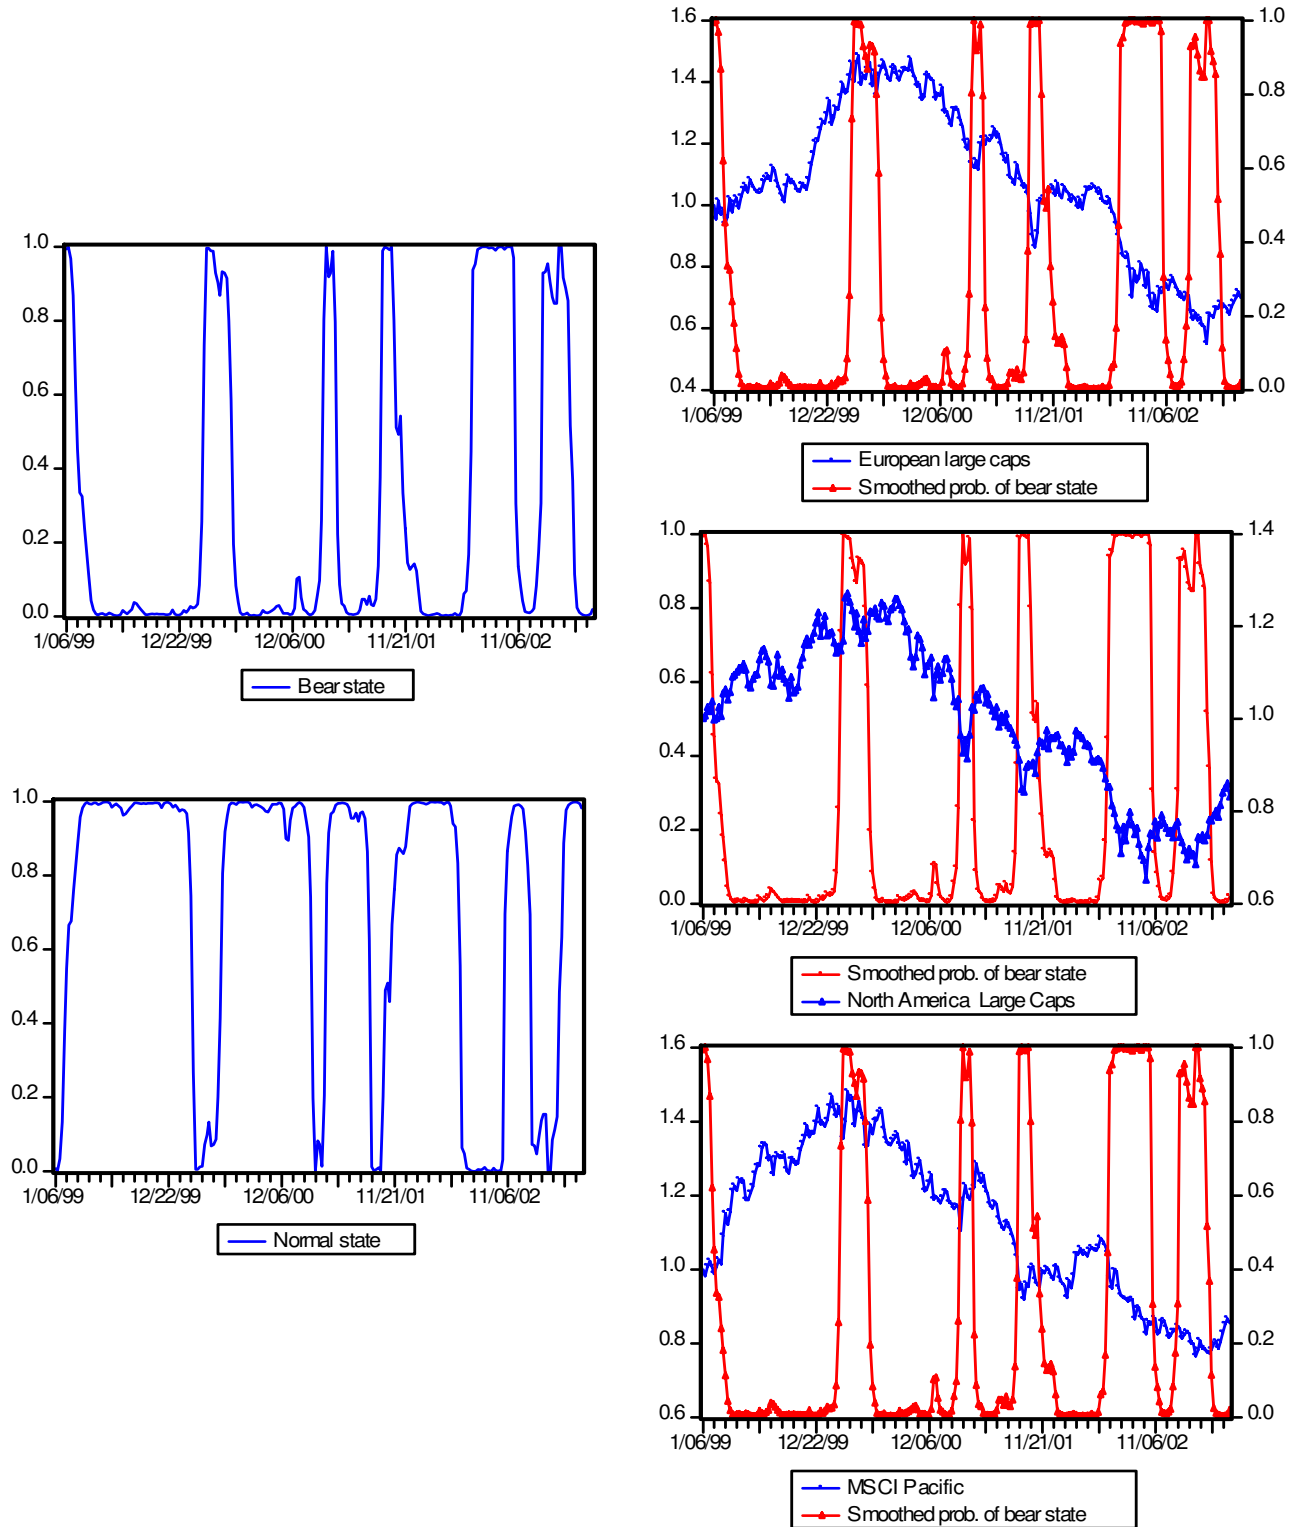 1.0
0.8
0.6
0.4
0.2
0.0
1/06/99 12/22/99 12/06/00 11/21/01 11/06/02
Bear state
1.0
0.8
0.6
0.4
0.2
0.0
1/06/99 12/22/99 12/06/00 11/21/01 11/06/02
Normal state
1.6 1.0
1.4 0.8
1.2 0.6
1.0
0.8 0.4
0.6 0.2
0.4 0.0
1/06/99 12/22/99 12/06/00 11/21/01 11/06/02
European large caps
Smoothed prob. of bear state
1.0 1.4
0.8 1.2
0.6 1.0
0.4 0.8
0.2
0.0 0.6
1/06/99 12/22/99 12/06/00 11/21/01 11/06/02
Smoothed prob. of bear state
North America Large Caps
1.6 1.0
1.4 0.8
1.2 0.6
1.0 0.4
0.8 0.2
0.6 0.0
1/06/99 12/22/99 12/06/00 11/21/01 11/06/02
MSCI Pacific
Smoothed prob. of bear state